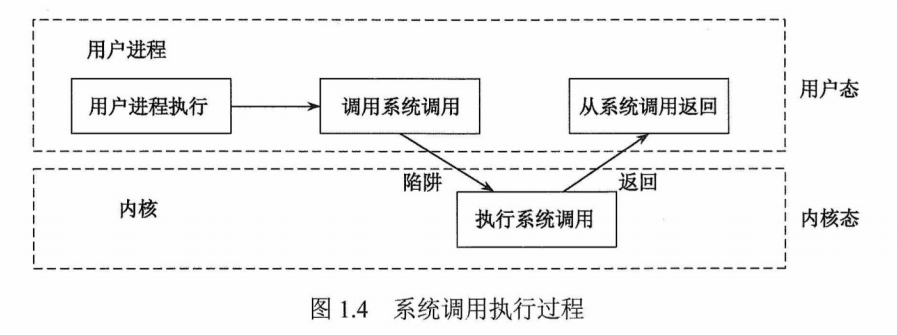 用户进程
用户进程执行
调用系统调用
从系统调用返回
用户态
陷阱
返回
内核
执行系统调用
内核态
图 1.4 系统调用执行过程